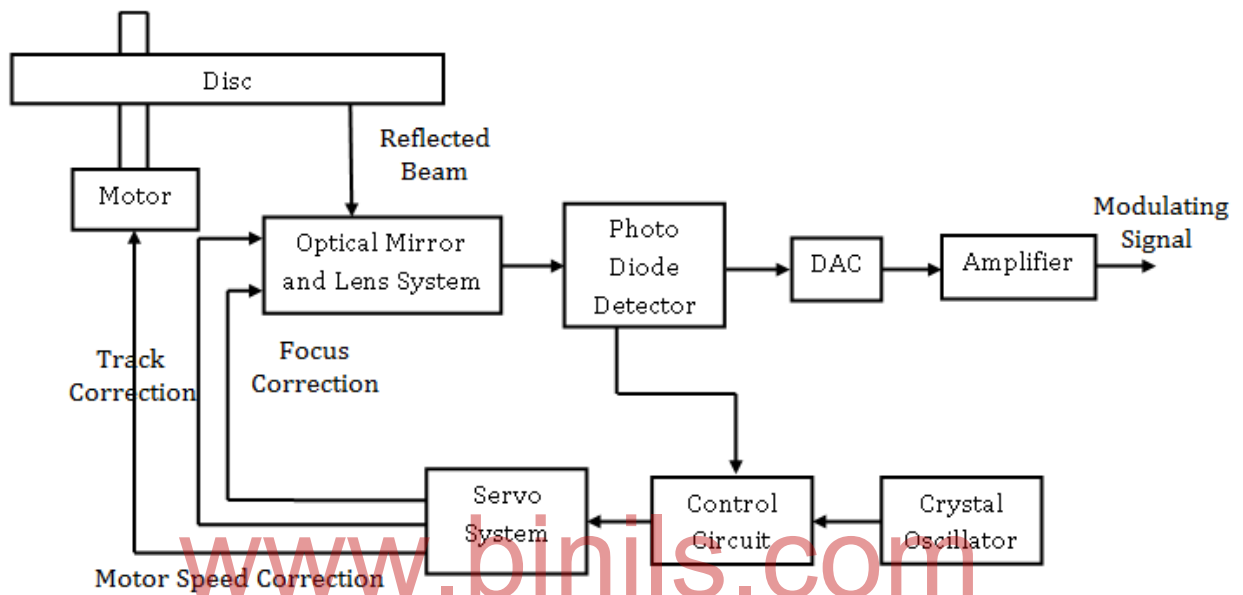 Disc
Reflected
Beam
Motor
Optical Mirror
and Lens System
Photo
Diode
Detector
DAC
Amplifier
Modulating
Signal
Track
Correction
Focus
Correction
Servo
System
Control
Circuit
Crystal
Oscillator
Motor Speed Correction
www.binils.com